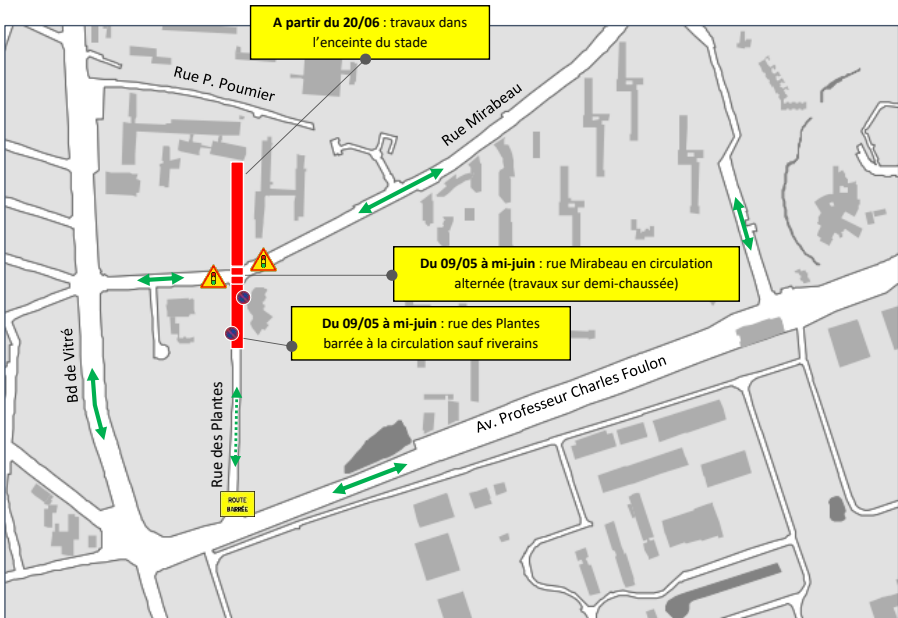 A partir du 20/06 : travaux dans
l'enceinte du stade
Rue P. Poumier
Rue Mirabeau
Du 09/05 à mi-juin : rue Mirabeau en circulation
alternée (travaux sur demi-chaussée)
Du 09/05 à mi-juin : rue des Plantes
barrée à la circulation sauf riverains
Bd de Vitré
Rue des Plantes
Av. Professeur Charles Foulon
ROUTE
BARRÉE